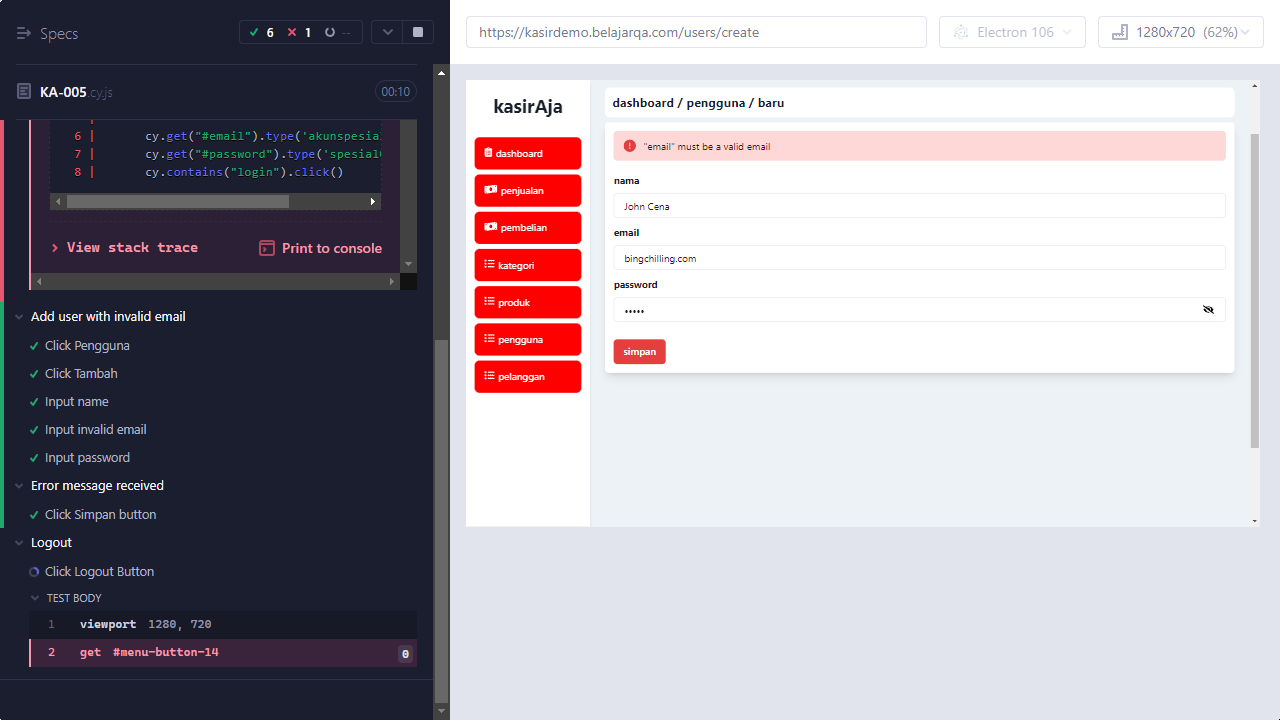 Specs
6 1 --
KA-005.cy.js
00:10
6 | cy.get("#email").type('akunspesial
7 | cy.get("#password").type('spesial
8 | cy.contains("login").click()
View stack trace
Print to console
Add user with invalid email
Click Pengguna
Click Tambah
Input name
Input invalid email
Input password
Error message received
Click Simpan button
Logout
Click Logout Button
TEST BODY
1 viewport 1280, 720
2 get #menu-button-14 0
https://kasirdemo.belajarqa.com/users/create
Electron 106
1280x720 (62%)
kasirAja
dashboard
penjualan
pembelian
kategori
produk
pengguna
pelanggan
dashboard / pengguna / baru
"email" must be a valid email
nama
John Cena
email
bingchilling.com
password
•••••
simpan